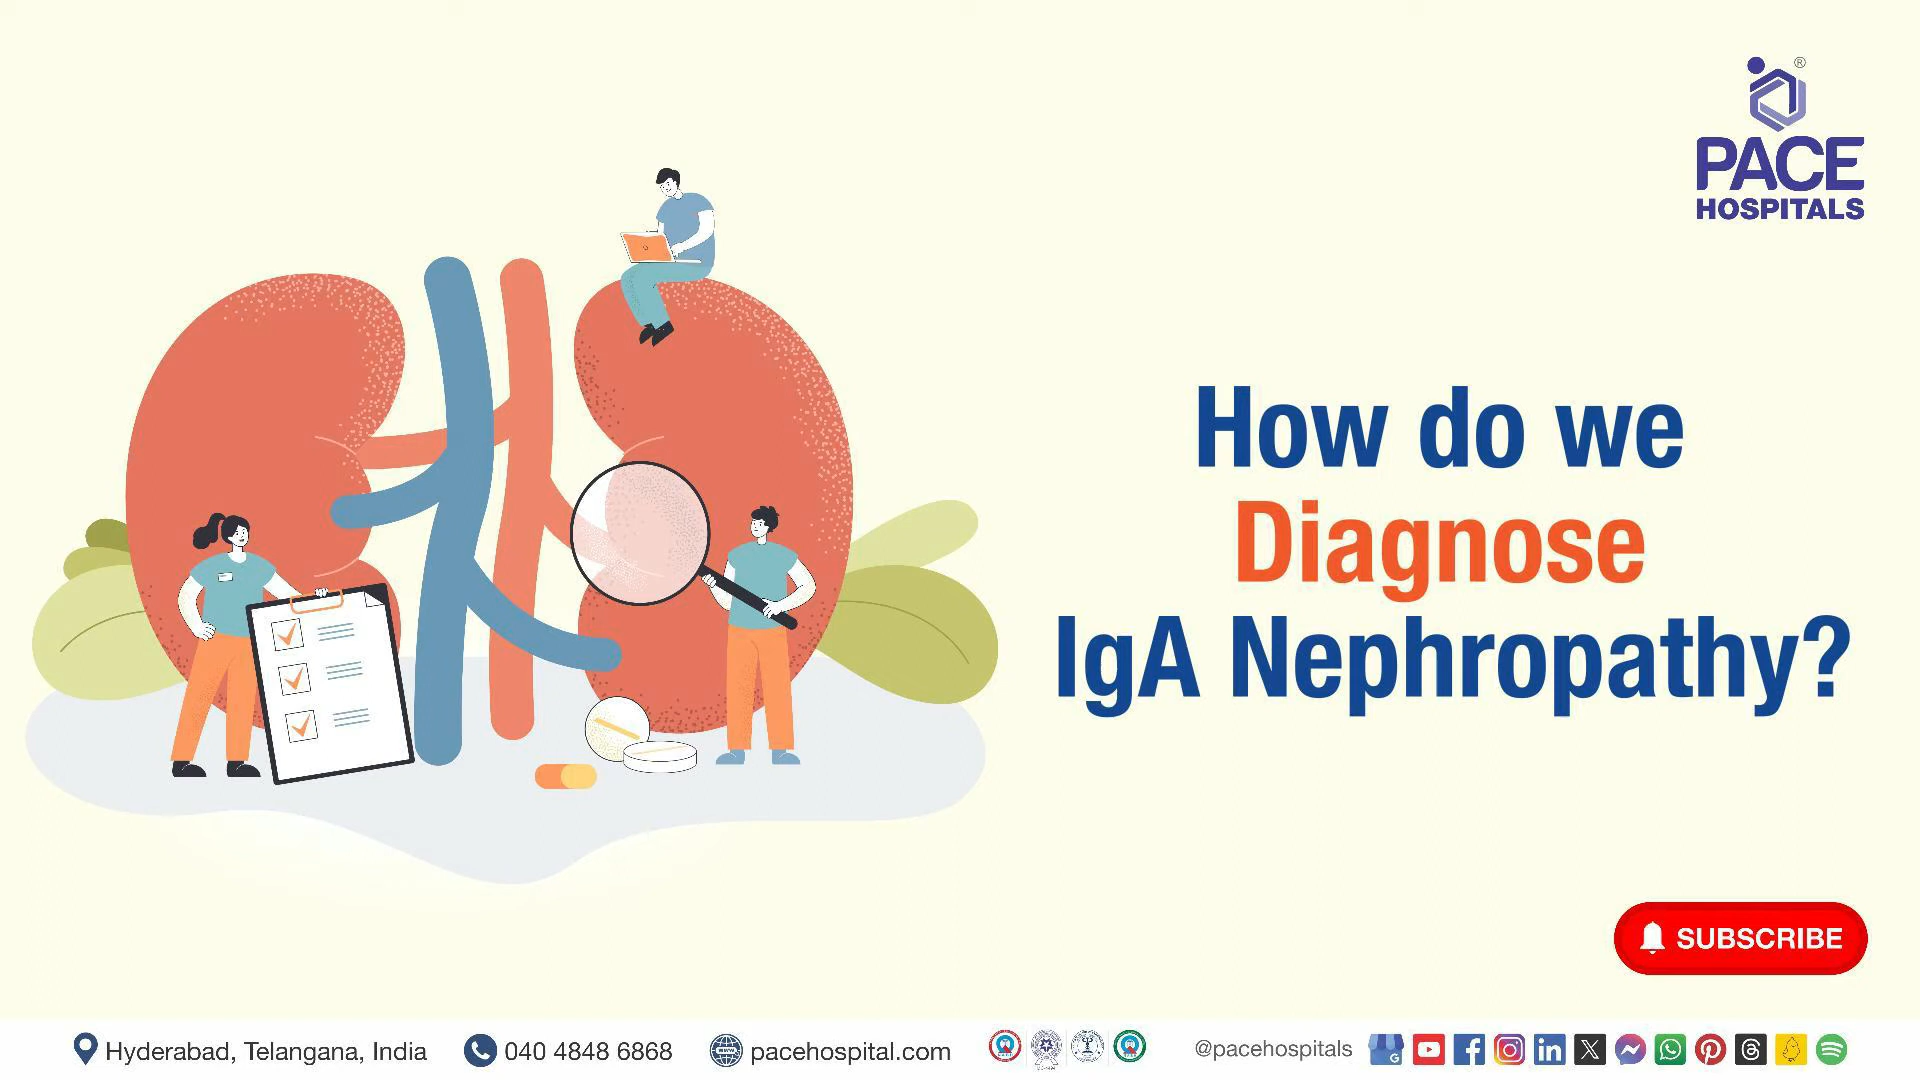 ®
PACE
HOSPITALS
How do we
Diagnose
IgA Nephropathy?
SUBSCRIBE
Hyderabad, Telangana, India
040 4848 6868
pacehospital.com
@pacehospitals